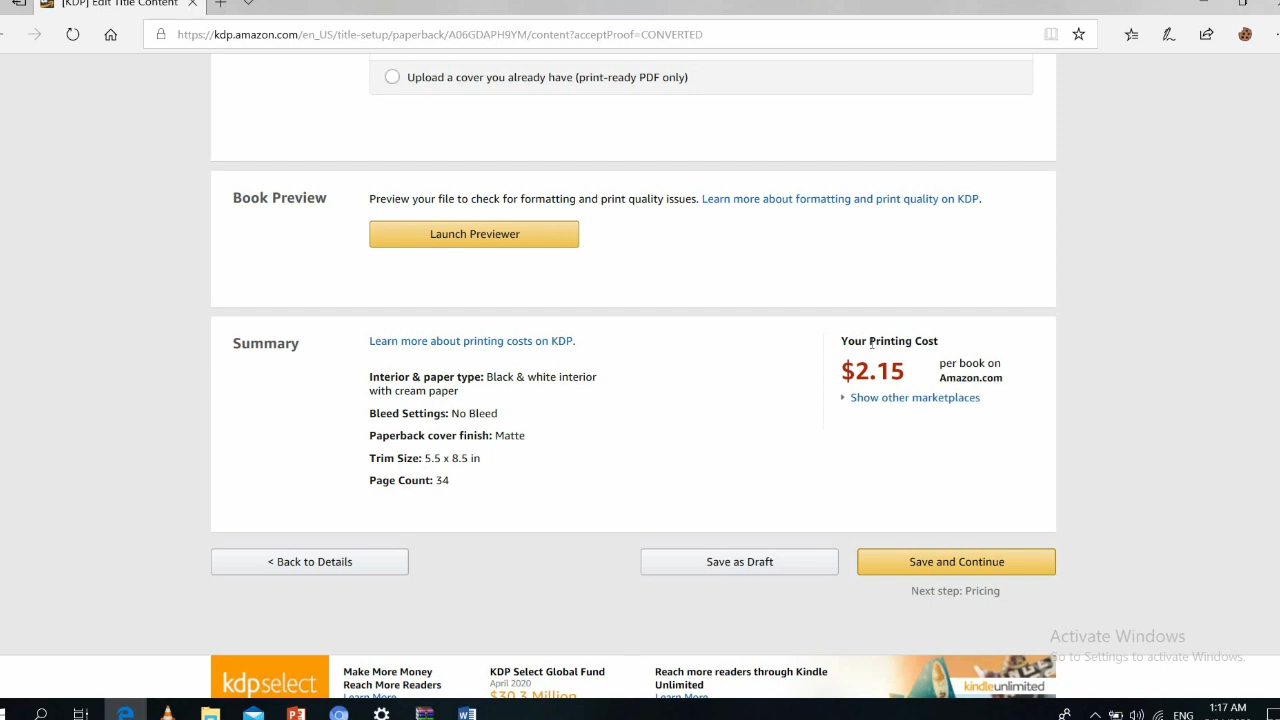 [KDP] Edit Title Content
https://kdp.amazon.com/en_US/title-setup/paperback/A06GDAPH9YM/content?acceptProof=CONVERTED
Upload a cover you already have (print-ready PDF only)
Book Preview
Preview your file to check for formatting and print quality issues. Learn more about formatting and print quality on KDP.
Launch Previewer
Summary
Learn more about printing costs on KDP.
Interior & paper type: Black & white interior
with cream paper
Bleed Settings: No Bleed
Paperback cover finish: Matte
Trim Size: 5.5 x 8.5 in
Page Count: 34
Your Printing Cost
$2.15 per book on
Amazon.com
Show other marketplaces
< Back to Details
Save as Draft
Save and Continue
Next step: Pricing
Activate Windows
Go to Settings to activate Windows.
kdpselect
Make More Money
Reach More Readers
Learn More
KDP Select Global Fund
April 2020
$30.3 Million
Reach more readers through Kindle
Unlimited
Learn More
kindleunlimited
ENG
1:17 AM